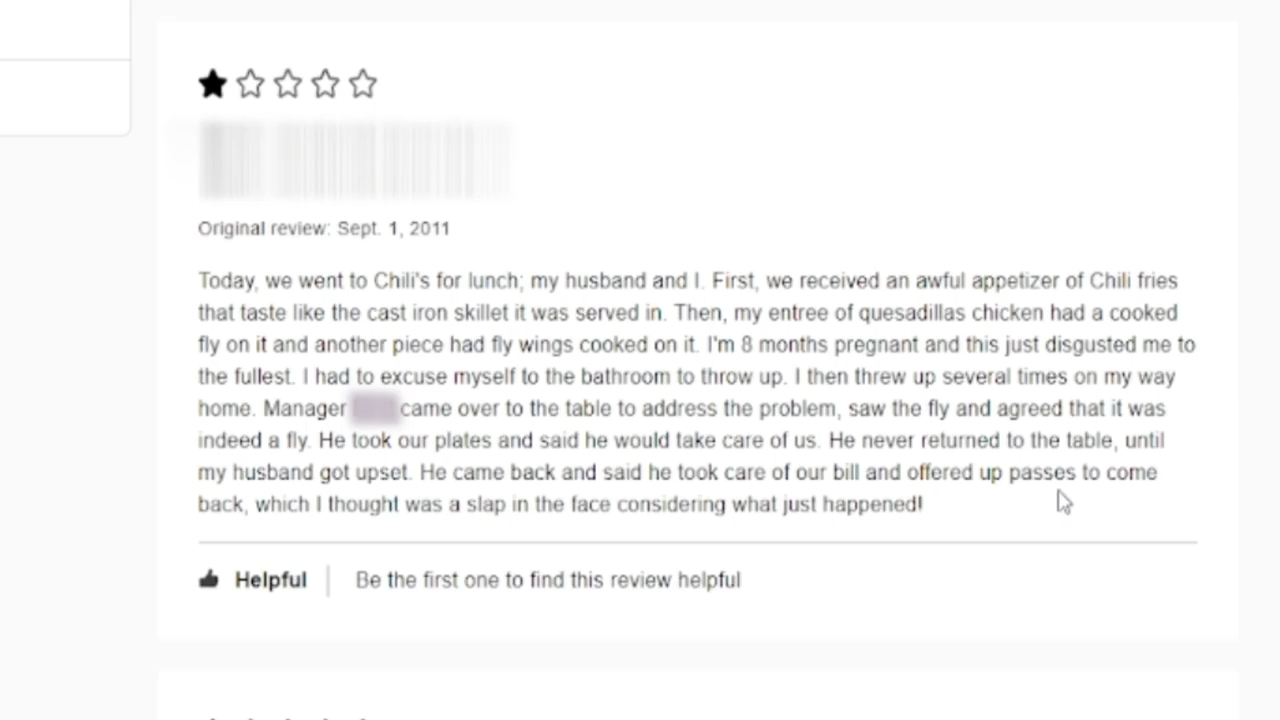 Original review: Sept. 1, 2011
Today, we went to Chili's for lunch; my husband and I. First, we received an awful appetizer of Chili fries
that taste like the cast iron skillet it was served in. Then, my entree of quesadillas chicken had a cooked
fly on it and another piece had fly wings cooked on it. I'm 8 months pregnant and this just disgusted me to
the fullest. I had to excuse myself to the bathroom to throw up. I then threw up several times on my way
home. Manager came over to the table to address the problem, saw the fly and agreed that it was
indeed a fly. He took our plates and said he would take care of us. He never returned to the table, until
my husband got upset. He came back and said he took care of our bill and offered up passes to come
back, which I thought was a slap in the face considering what just happened!
Helpful Be the first one to find this review helpful